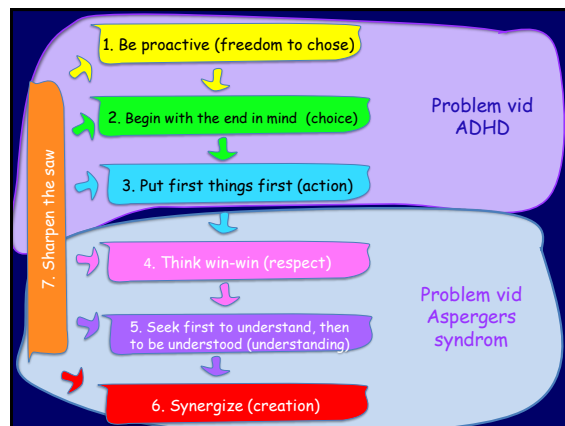 1. Be proactive (freedom to chose)
2. Begin with the end in mind (choice)
3. Put first things first (action)
4. Think win-win (respect)
5. Seek first to understand, then
to be understood (understanding)
6. Synergize (creation)
7. Sharpen the saw
Problem vid
ADHD
Problem vid
Aspergers
syndrom